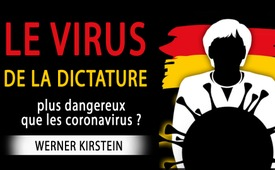 LE VIRUS
DE LA DICTATURE
plus dangereux
que les coronavirus ?
WERNER KIRSTEIN